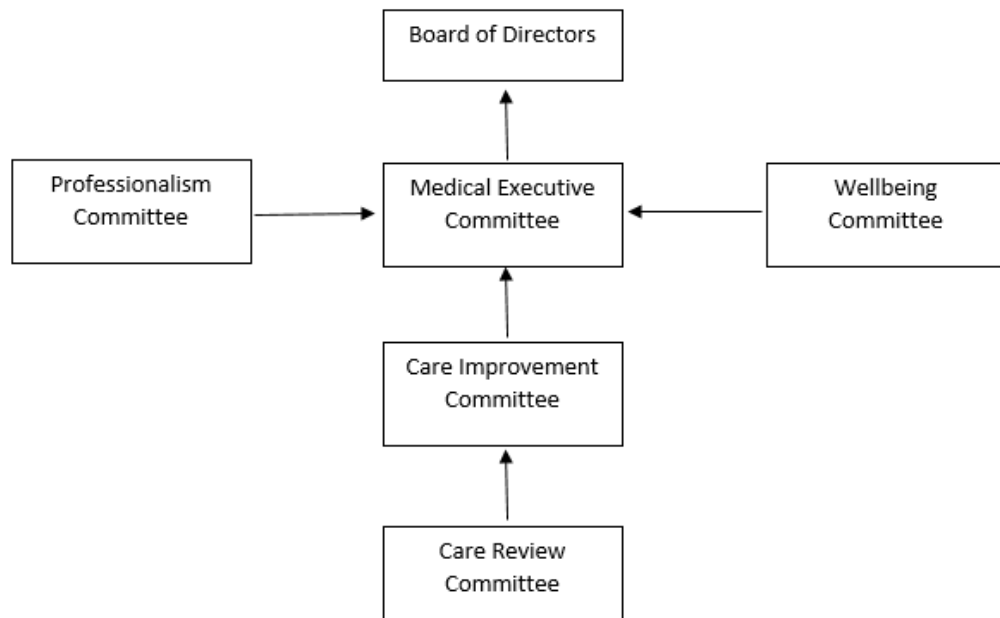 Board of Directors
Professionalism
Committee
Medical Executive
Committee
Wellbeing
Committee
Care Improvement
Committee
Care Review
Committee